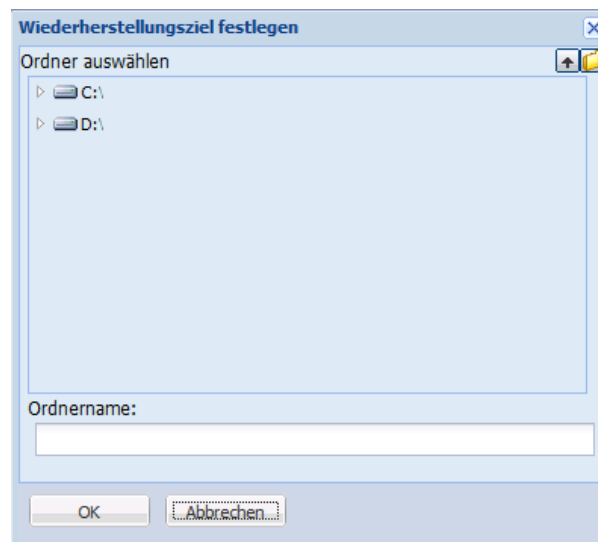 Wiederherstellungsziel festlegen
Ordner auswählen
C:\
D:\
Ordnername:
OK Abbrechen